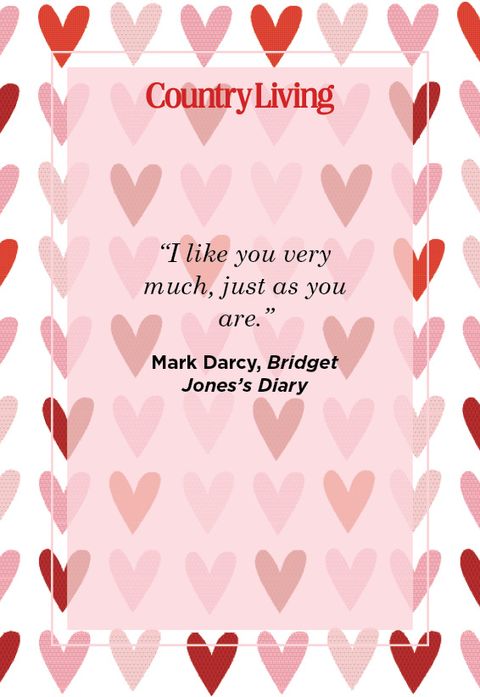 Country Living
“I like you very
much, just as you
are.”
Mark Darcy, Bridget
Jones’s Diary